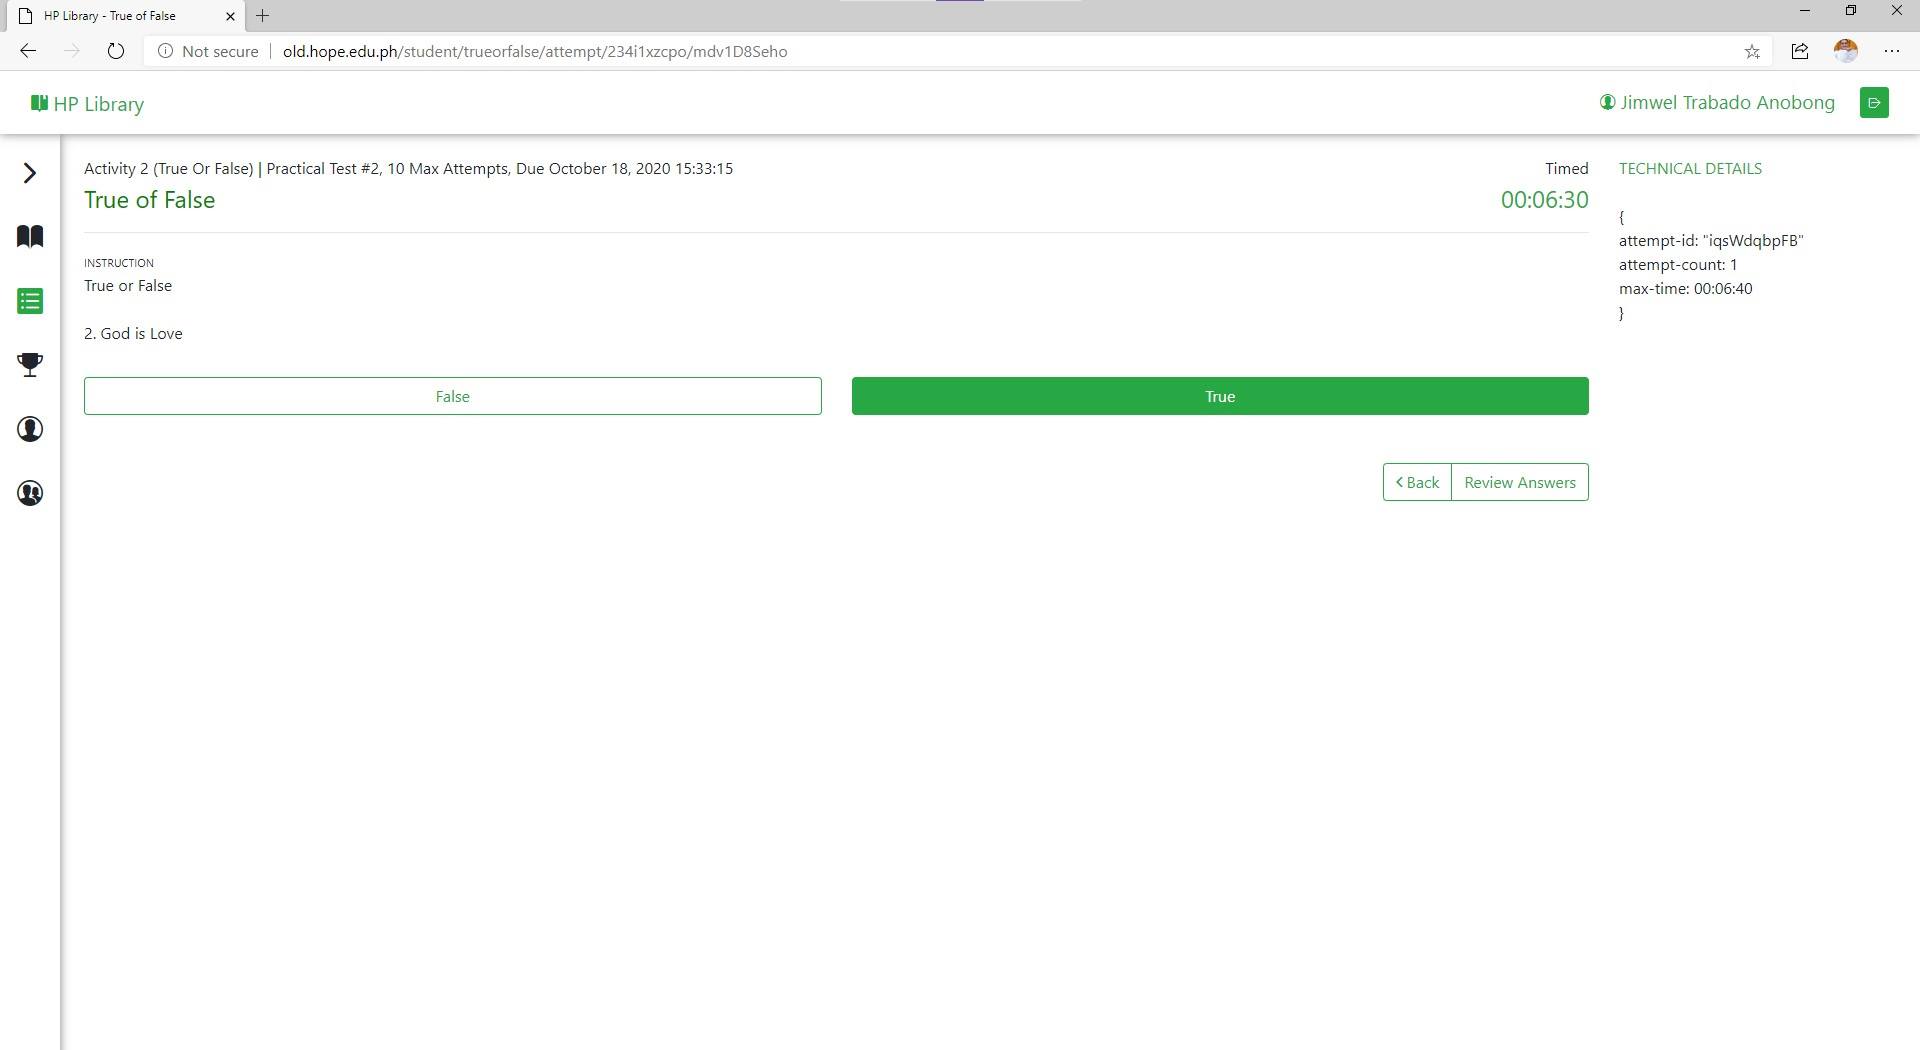 HP Library - True of False
Not secure
old.hope.edu.ph/student/trueorfalse/attempt/234i1xzcpo/mdv1D8Seho
HP Library
Jimwel Trabado Anobong
Activity 2 (True Or False) | Practical Test #2, 10 Max Attempts, Due October 18, 2020 15:33:15
Timed
True of False
00:06:30
INSTRUCTION
True or False
2. God is Love
False
True
Back
Review Answers
TECHNICAL DETAILS
{
attempt-id: "iqsWdqbpFB"
attempt-count: 1
max-time: 00:06:40
}